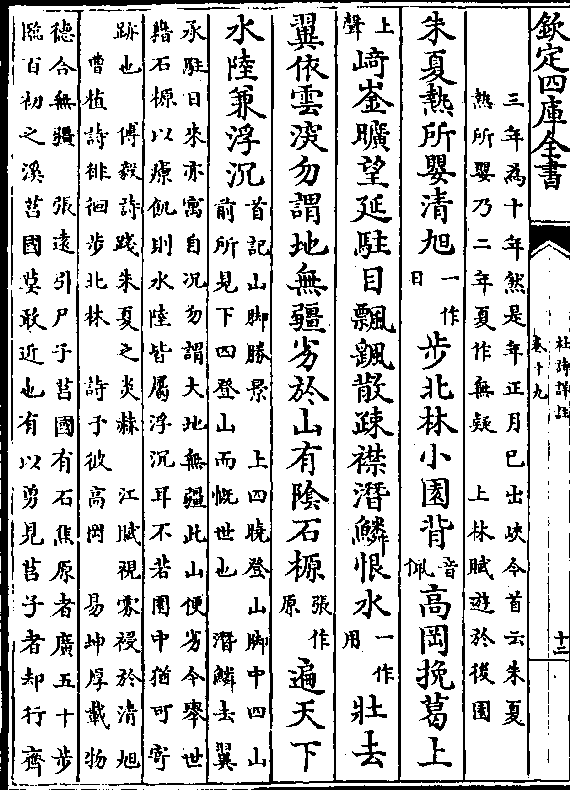 欽定四庫全書
杜詩詳註
卷十九
十二
三年為十年然是年正月已出峽今首云朱夏
熱所嬰乃二年夏作無疑　上林賦遊於後園
朱夏熱所嬰清旭一作日步北林小園背音佩高岡挽葛上
上聲崎崟曠望延駐目飄颻散疎襟潛鱗恨水一作用壯去
翼依雲深勿謂地無疆劣於山有陰石榞張作原遍天下
水陸兼浮沉首記山脚勝景　上四曉登山脚中四山
前所見下四登山而慨世也　潛鱗去翼
承駐目來亦寓自沉勿謂大地無疆此山便劣今舉世
藉石榞以療飢則水陸皆屬浮沉耳不若園中猶可寄
跡也　傅毅詩踐朱夏之炎赫　江賦視雰祲於清旭
曹植詩徘徊步北林　詩于彼高岡　易坤厚載物
德合無疆　張遠引尸子莒國有石焦原者廣五十步
臨百初之溪莒國莫敢近也有以勇見莒子者却行齊